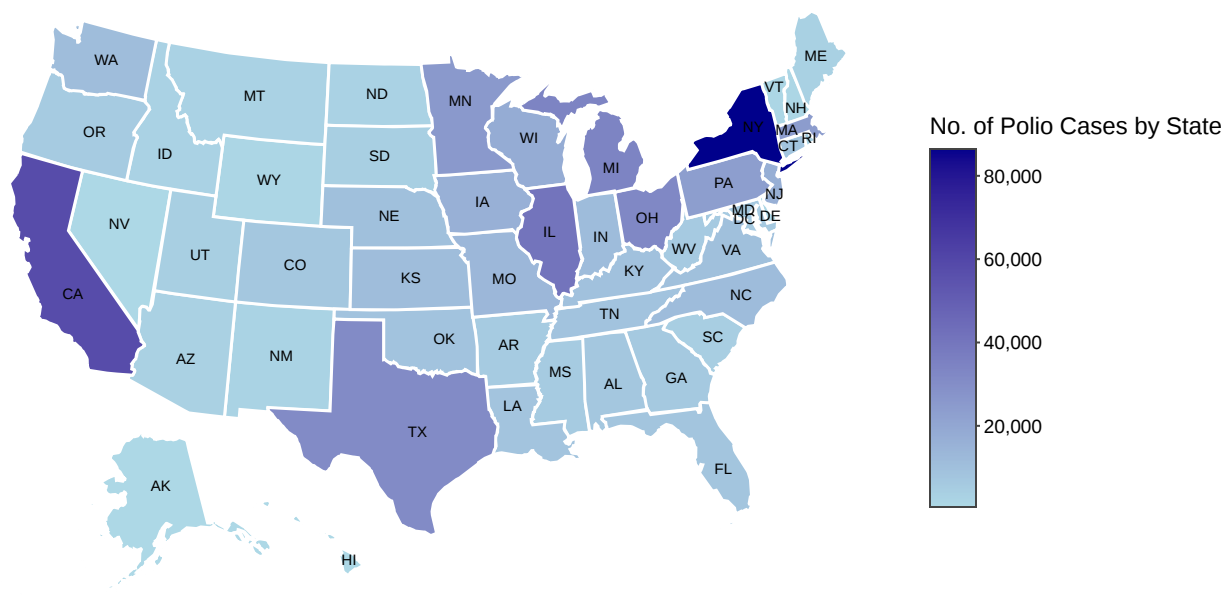 ME
WA
VT
MT
ND
NH
MN
NY
No. of Polio Cases by State
OR
MA
RI
WI
CT
ID
SD
MI
80,000
WY
PA
NJ
IA
MD
NE
OH
DE
DC
NV
IL
IN
WV
VA
UT
60,000
CO
KY
KS
MO
CA
NC
TN
OK
SC
40,000
AR
NM
AZ
MS
GA
AL
LA
20,000
TX
FL
AK
HI